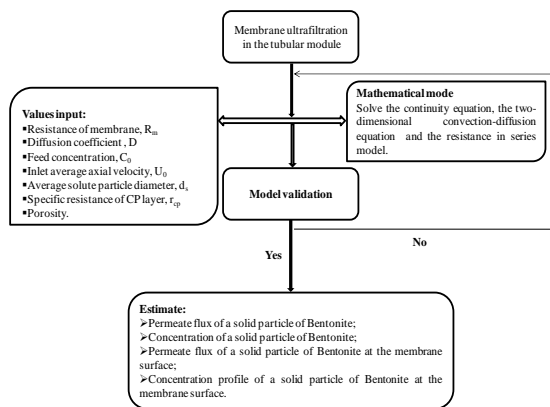 Membrane ultrafiltration
in the tubular module
Values input:
▪Resistance of membrane, Rm
▪Diffusion coefficient , D
▪Feed concentration, C0
▪Inlet average axial velocity, U0
▪Average solute particle diameter, ds
▪Specific resistance of CP layer, rcp
▪Porosity.
Mathematical mode
Solve the continuity equation, the two-
dimensional convection-diffusion
equation and the resistance in series
model.
Model validation
No
Yes
Estimate:
➢Permeate flux of a solid particle of Bentonite;
➢Concentration of a solid particle of Bentonite;
➢Permeate flux of a solid particle of Bentonite at the membrane
surface;
➢Concentration profile of a solid particle of Bentonite at the
membrane surface.